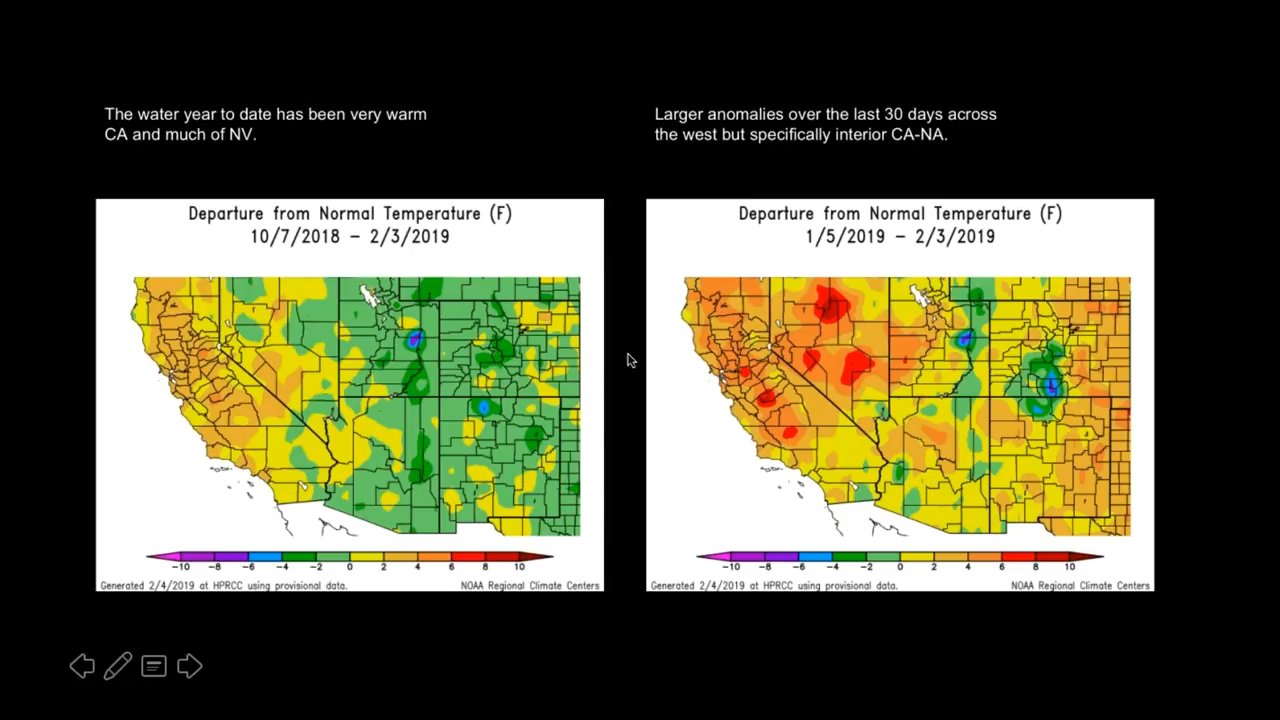 The water year to date has been very warm
CA and much of NV.
Larger anomalies over the last 30 days across
the west but specifically interior CA-NA.
Departure from Normal Temperature (F)
10/7/2018 – 2/3/2019
-10 -8 -6 -4 -2 0 2 4 6 8 10
Generated 2/4/2019 at HPRCC using provisional data.
NOAA Regional Climate Centers
Departure from Normal Temperature (F)
1/5/2019 – 2/3/2019
-10 -8 -6 -4 -2 0 2 4 6 8 10
Generated 2/4/2019 at HPRCC using provisional data.
NOAA Regional Climate Centers